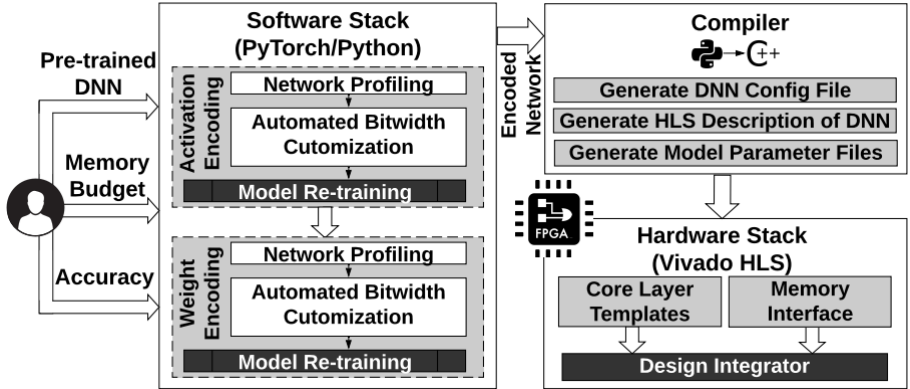 Pre-trained
DNN
Memory
Budget
Accuracy
Software Stack
(PyTorch/Python)
Activation
Encoding
Network Profiling
Automated Bitwidth
Cutomization
Model Re-training
Weight
Encoding
Network Profiling
Automated Bitwidth
Cutomization
Model Re-training
Encoded
Network
Compiler
C++
Generate DNN Config File
Generate HLS Description of DNN
Generate Model Parameter Files
FPGA
Hardware Stack
(Vivado HLS)
Core Layer
Templates
Memory
Interface
Design Integrator